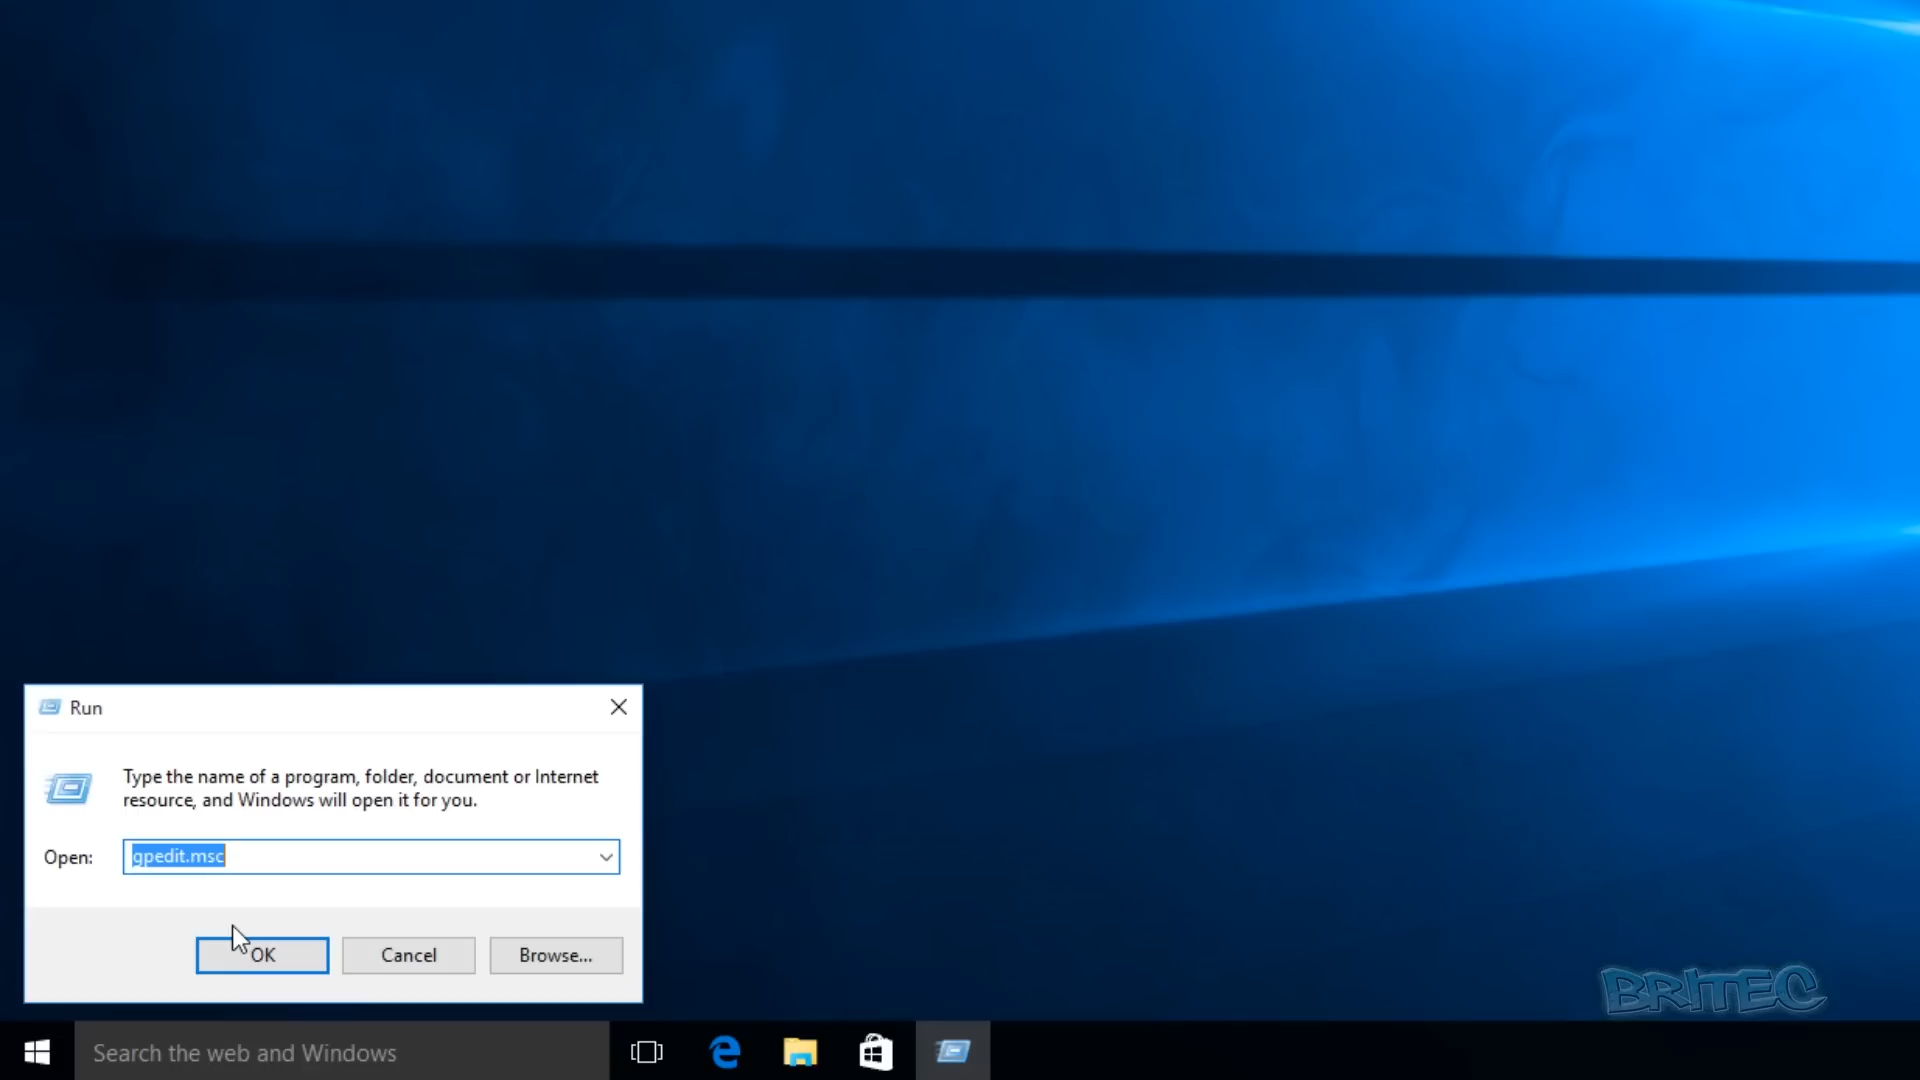 Run
Type the name of a program, folder, document or Internet
resource, and Windows will open it for you.
Open:
gpedit.msc
OK
Cancel
Browse...
BRITEC
Search the web and Windows